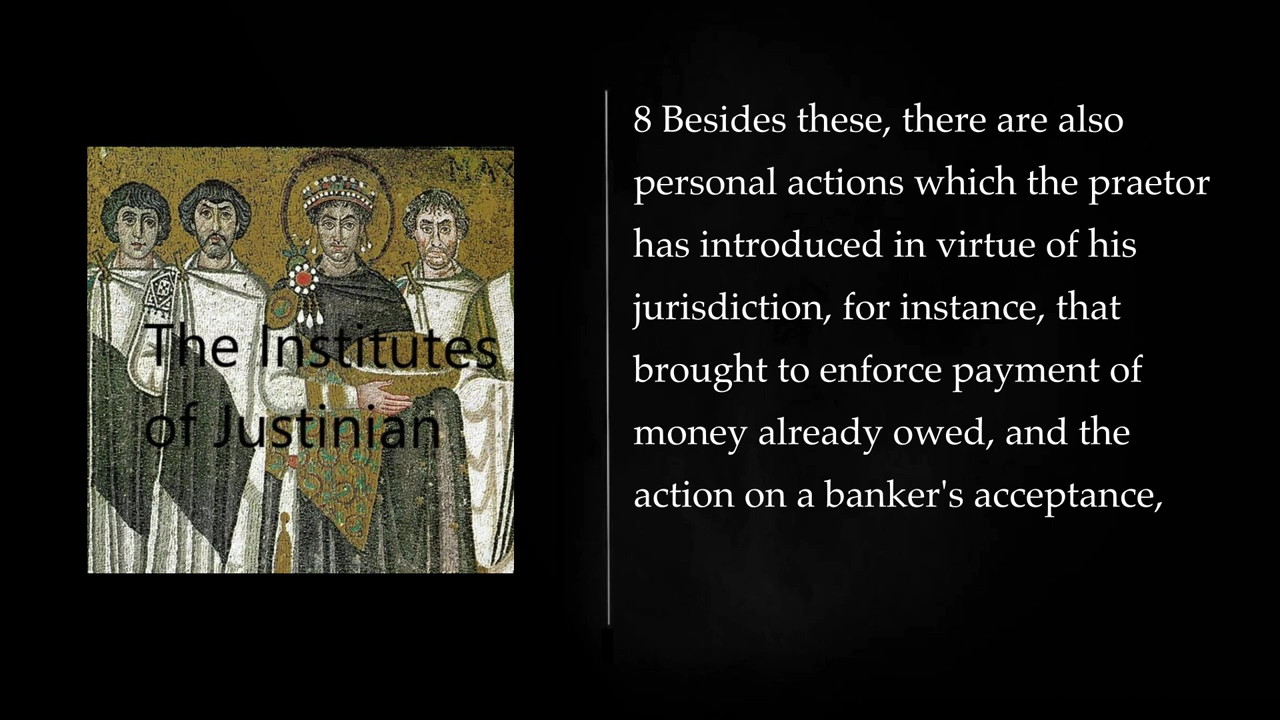 The Institutes
of Justinian
8 Besides these, there are also
personal actions which the praetor
has introduced in virtue of his
jurisdiction, for instance, that
brought to enforce payment of
money already owed, and the
action on a banker's acceptance,